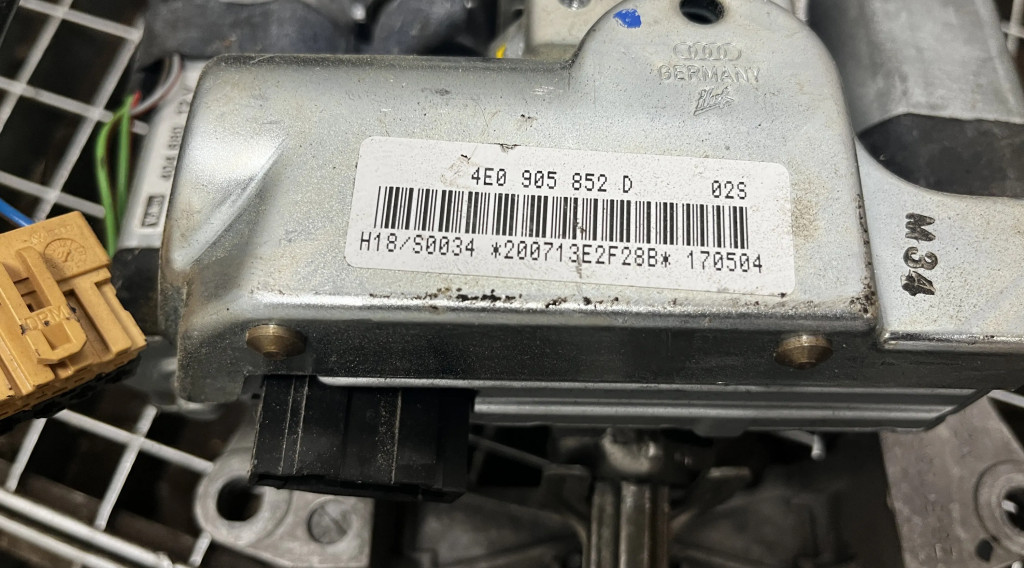 GERMANY
4E0 905 852 D 02S
H18/S0034 *200713E2F28B* 170504
M34